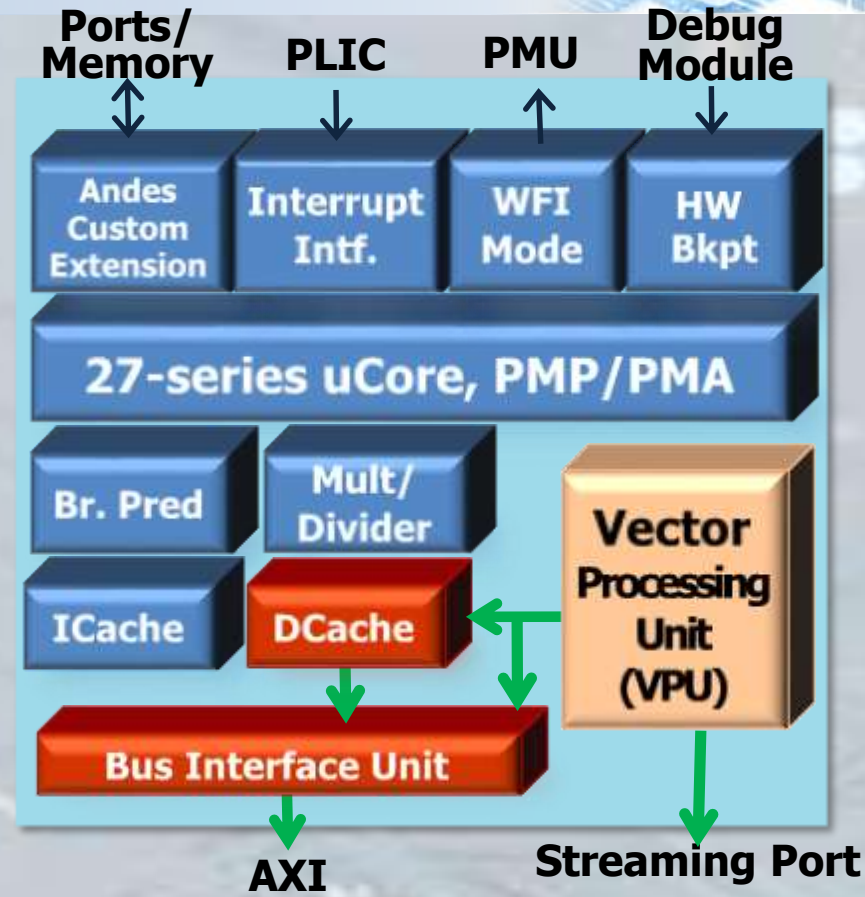 Ports/
Memory
PLIC
PMU
Debug
Module
Andes
Custom
Extension
Interrupt
Intf.
WFI
Mode
HW
Bkpt
27-series uCore, PMP/PMA
Br. Pred
Mult/
Divider
Vector
Processing
Unit
(VPU)
ICache
DCache
Bus Interface Unit
AXI
Streaming Port